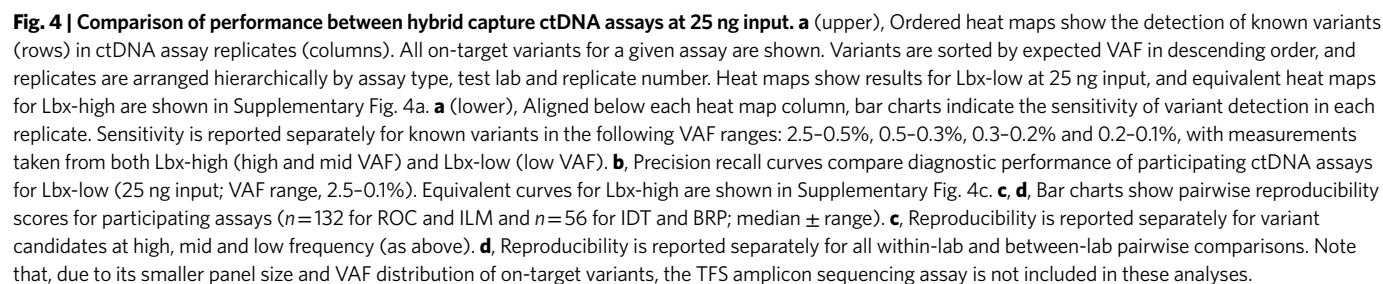 Fig. 4 | Comparison of performance between hybrid capture ctDNA assays at 25 ng input. a (upper), Ordered heat maps show the detection of known variants
(rows) in ctDNA assay replicates (columns). All on-target variants for a given assay are shown. Variants are sorted by expected VAF in descending order, and
replicates are arranged hierarchically by assay type, test lab and replicate number. Heat maps show results for Lbx-low at 25 ng input, and equivalent heat maps
for Lbx-high are shown in Supplementary Fig. 4a. a (lower), Aligned below each heat map column, bar charts indicate the sensitivity of variant detection in each
replicate. Sensitivity is reported separately for known variants in the following VAF ranges: 2.5–0.5%, 0.5–0.3%, 0.3–0.2% and 0.2–0.1%, with measurements
taken from both Lbx-high (high and mid VAF) and Lbx-low (low VAF). b, Precision recall curves compare diagnostic performance of participating ctDNA assays
for Lbx-low (25 ng input; VAF range, 2.5–0.1%). Equivalent curves for Lbx-high are shown in Supplementary Fig. 4c. c, d, Bar charts show pairwise reproducibility
scores for participating assays (n = 132 for ROC and ILM and n = 56 for IDT and BRP; median ± range). c, Reproducibility is reported separately for variant
candidates at high, mid and low frequency (as above). d, Reproducibility is reported separately for all within-lab and between-lab pairwise comparisons. Note
that, due to its smaller panel size and VAF distribution of on-target variants, the TFS amplicon sequencing assay is not included in these analyses.